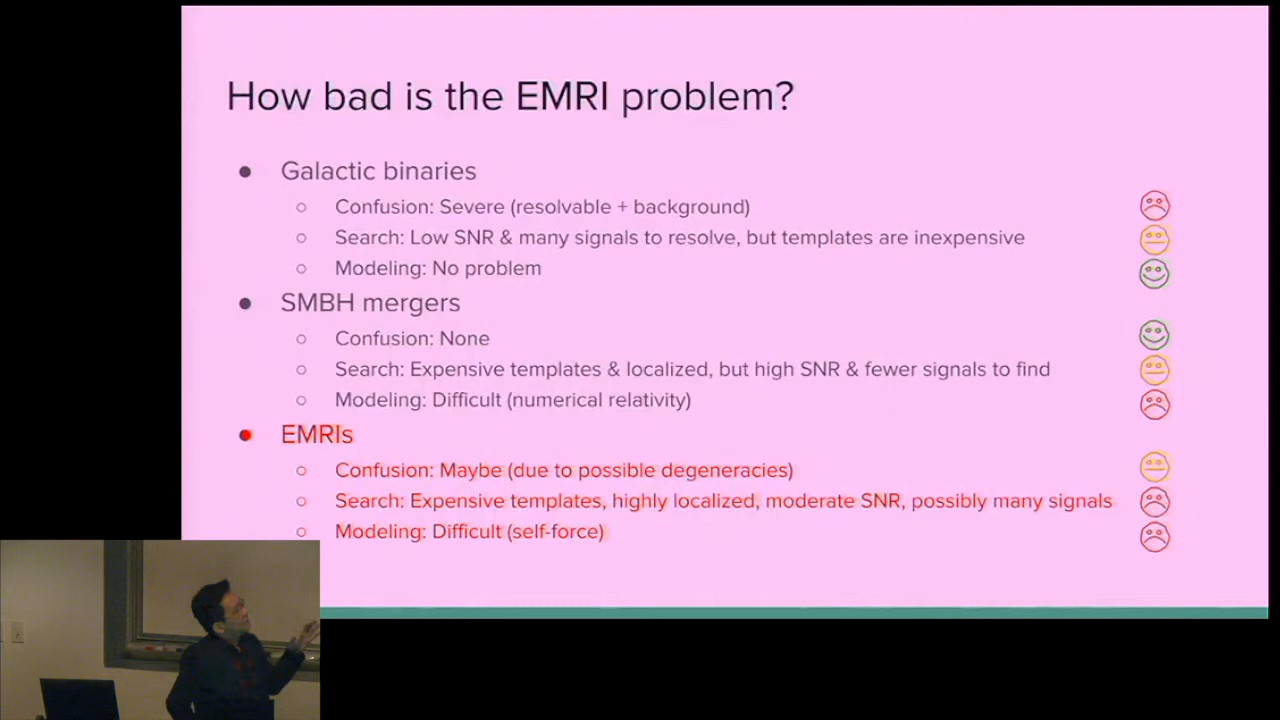 How bad is the EMRI problem?
● Galactic binaries
○ Confusion: Severe (resolvable + background)
○ Search: Low SNR & many signals to resolve, but templates are inexpensive
○ Modeling: No problem
● SMBH mergers
○ Confusion: None
○ Search: Expensive templates & localized, but high SNR & fewer signals to find
○ Modeling: Difficult (numerical relativity)
● EMRIs
○ Confusion: Maybe (due to possible degeneracies)
○ Search: Expensive templates, highly localized, moderate SNR, possibly many signals
○ Modeling: Difficult (self-force)